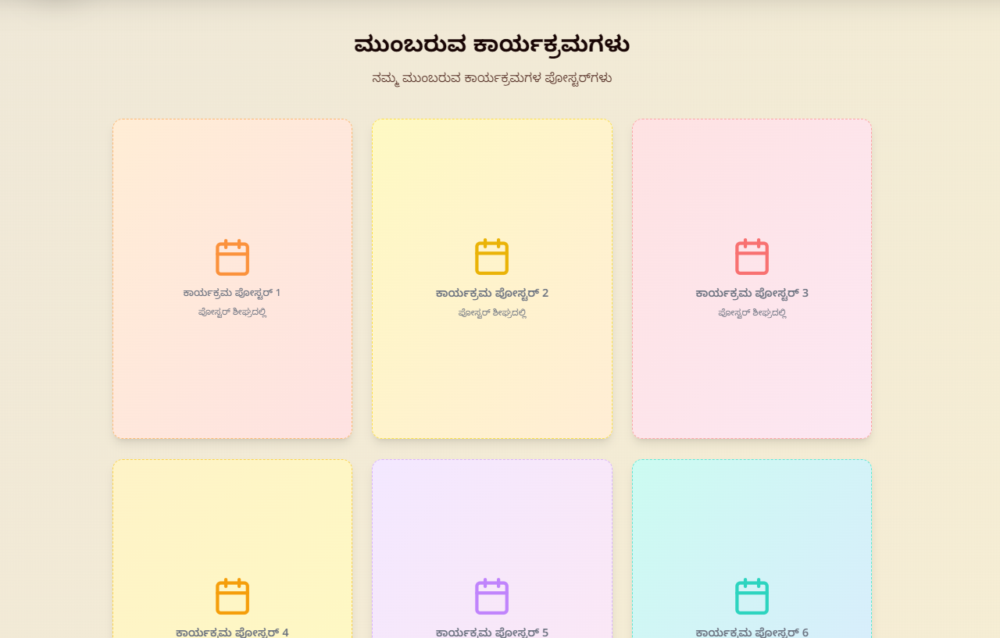 ಮುಂಬರುವ ಕಾರ್ಯಕ್ರಮಗಳು
ನಮ್ಮ ಮುಂಬರುವ ಕಾರ್ಯಕ್ರಮಗಳ ಪೋಸ್ಟರ್‌ಗಳು
ಕಾರ್ಯಕ್ರಮ ಪೋಸ್ಟರ್ 1
ಪೋಸ್ಟರ್ ಶೀಘ್ರದಲ್ಲಿ
ಕಾರ್ಯಕ್ರಮ ಪೋಸ್ಟರ್ 2
ಪೋಸ್ಟರ್ ಶೀಘ್ರದಲ್ಲಿ
ಕಾರ್ಯಕ್ರಮ ಪೋಸ್ಟರ್ 3
ಪೋಸ್ಟರ್ ಶೀಘ್ರದಲ್ಲಿ
ಕಾರ್ಯಕ್ರಮ ಪೋಸ್ಟರ್ 4
ಕಾರ್ಯಕ್ರಮ ಪೋಸ್ಟರ್ 5
ಕಾರ್ಯಕ್ರಮ ಪೋಸ್ಟರ್ 6